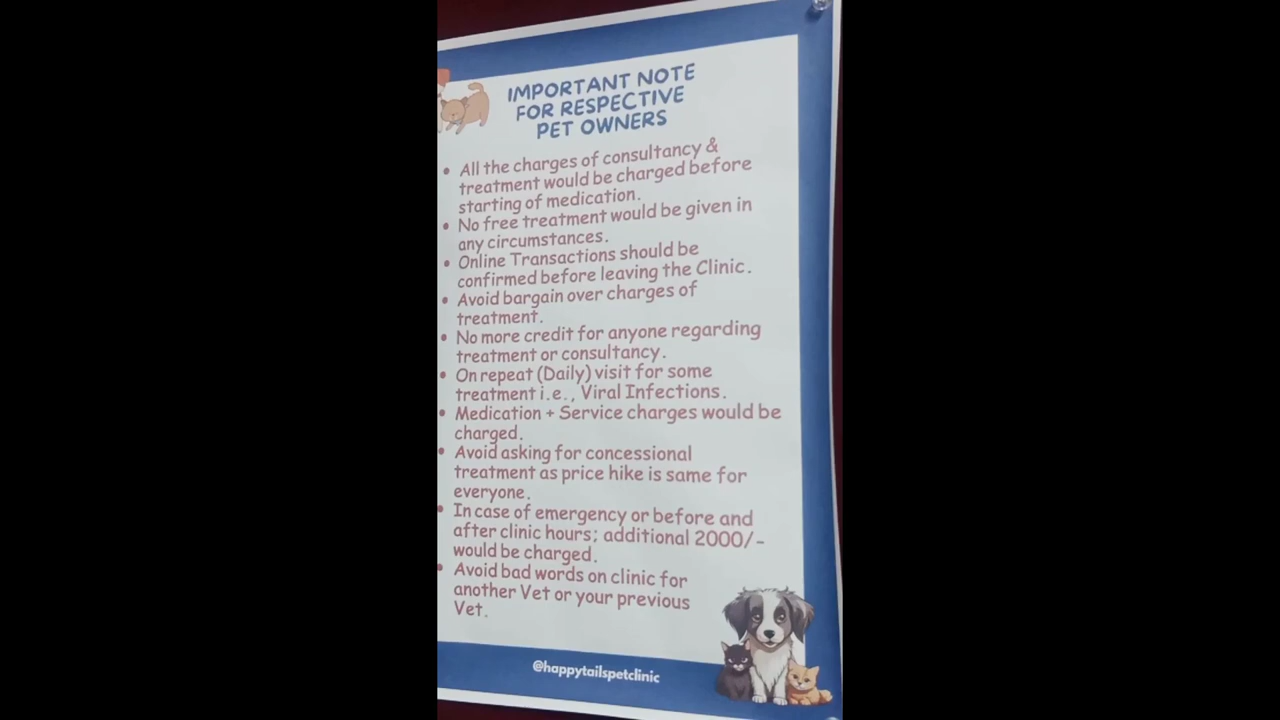 IMPORTANT NOTE
FOR RESPECTIVE
PET OWNERS
• All the charges of consultancy &
treatment would be charged before
starting of medication.
• No free treatment would be given in
any circumstances.
• Online Transactions should be
confirmed before leaving the Clinic.
• Avoid bargain over charges of
treatment.
• No more credit for anyone regarding
treatment or consultancy.
• On repeat (Daily) visit for some
treatment i.e., Viral Infections.
• Medication + Service charges would be
charged.
• Avoid asking for concessional
treatment as price hike is same for
everyone.
• In case of emergency or before and
after clinic hours; additional 2000/-
would be charged.
• Avoid bad words on clinic for
another Vet or your previous
Vet.
@happytailspetclinic